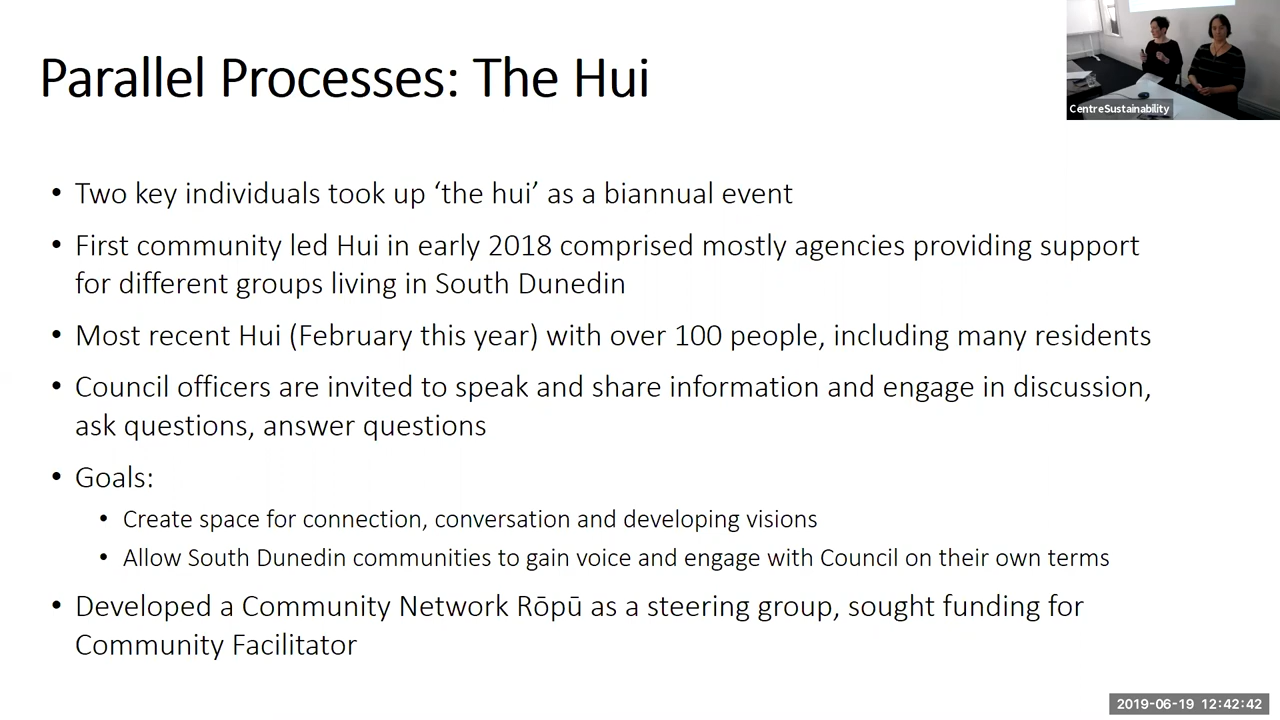 Parallel Processes: The Hui
CentreSustainability
• Two key individuals took up ‘the hui’ as a biannual event
• First community led Hui in early 2018 comprised mostly agencies providing support
for different groups living in South Dunedin
• Most recent Hui (February this year) with over 100 people, including many residents
• Council officers are invited to speak and share information and engage in discussion,
ask questions, answer questions
• Goals:
• Create space for connection, conversation and developing visions
• Allow South Dunedin communities to gain voice and engage with Council on their own terms
• Developed a Community Network Rōpū as a steering group, sought funding for
Community Facilitator
2019-06-19 12:42:42